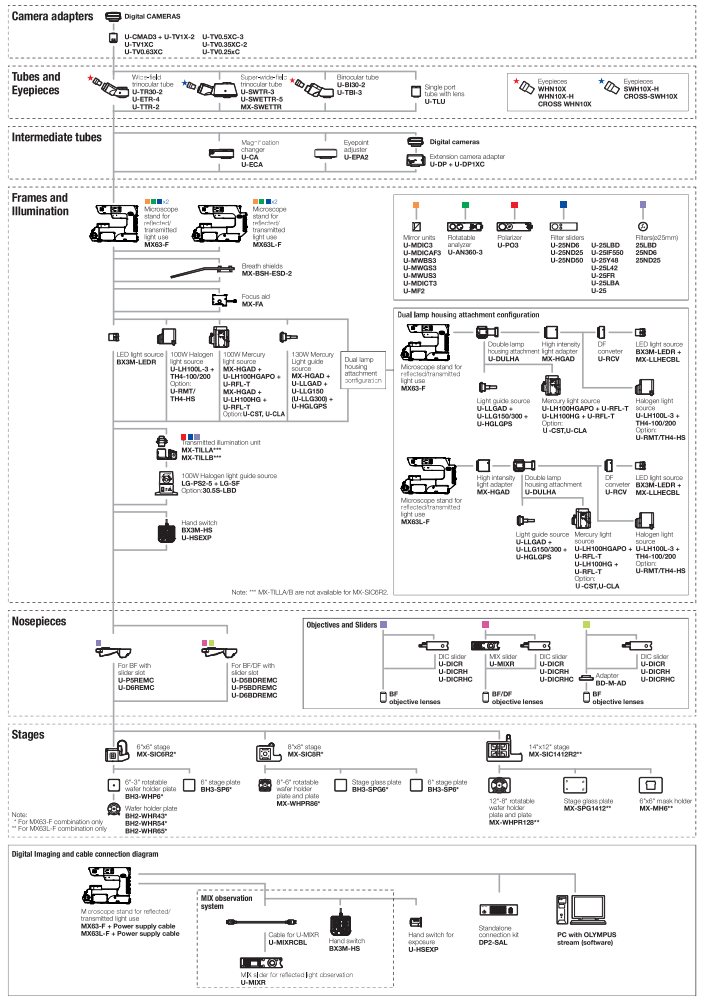 Camera adapters
Digital CAMERAS
U-CMAD3 + U-TV1X-2
U-TV1XC
U-TV0.63XC
U-TV0.5XC-3
U-TV0.35XC-2
U-TV0.25xC
Tubes and
Eyepieces
Wide-field
trinocular tube
U-TR30-2
U-ETR-4
U-TTR-2
Super-wide-field
trinocular tube
U-SWTR-3
U-SWETTR-5
MX-SWETTR
Binocular tube
U-BI30-2
U-TBI-3
Single port
tube with lens
U-TLU
Eyepieces
WHN10X
WHN10X-H
CROSS WHN10X
Eyepieces
SWH10X-H
CROSS-SWH10X
Intermediate tubes
Magnification
changer
U-CA
U-ECA
Eyepoint
adjuster
U-EPA2
Digital cameras
Extension camera adapter
U-DP + U-DP1XC
Frames and
Illumination
x2
Microscope
stand for
reflected/
transmitted
light use
MX63-F
x2
Microscope
stand for
reflected/
transmitted
light use
MX63L-F
Breath shields
MX-BSH-ESD-2
Focus aid
MX-FA
Mirror units
U-MDIC3
U-MDICAF3
U-MWBS3
U-MWGS3
U-MWUS3
U-MDICT3
U-MF2
Rotatable
analyzer
U-AN360-3
Polarizer
U-PO3
Filter sliders
U-25ND6
U-25ND25
U-25ND50
U-25LBD
U-25IF550
U-25Y48
U-25L42
U-25FR
U-25LBA
U-25
Filters(ø25mm)
25LBD
25ND6
25ND25
LED light source
BX3M-LEDR
100W Halogen
light source
U-LH100L-3 +
TH4-100/200
Option:
U-RMT/
TH4-HS
100W Mercury
light source
MX-HGAD +
U-LH100HGAPO +
U-RFL-T
MX-HGAD +
U-LH100HG +
U-RFL-T
Option:
U-CST, U-CLA
130W Mercury
Light guide
source
MX-HGAD +
U-LLGAD +
U-LLG150
(U-LLG300) +
U-HGLGPS
Dual lamp
housing
attachment
configuration
Dual lamp housing attachment configuration
Microscope stand for
reflected/transmitted
light use
MX63-F
Double lamp
housing attachment
U-DULHA
High intensity
light adapter
MX-HGAD
DF
conveter
U-RCV
LED light source
BX3M-LEDR +
MX-LLHECBL
Light guide source
U-LLGAD +
U-LLG150/300 +
U-HGLGPS
Mercury light source
U-LH100HGAPO + U-RFL-T
U-LH100HG + U-RFL-T
Option:
U-CST,U-CLA
Halogen light
source
U-LH100L-3 +
TH4-100/200
Option:
U-RMT/TH4-HS
Microscope stand for
reflected/transmitted
light use
MX63L-F
High intensity
light adapter
MX-HGAD
Double lamp
housing attachment
U-DULHA
DF
conveter
U-RCV
LED light source
BX3M-LEDR +
MX-LLHECBL
Light guide source
U-LLGAD +
U-LLG150/300 +
U-HGLGPS
Mercury light
source
U-LH100HGAPO +
U-RFL-T
U-LH100HG +
U-RFL-T
Option:
U-CST,U-CLA
Halogen light
source
U-LH100L-3 +
TH4-100/200
Option:
U-RMT/TH4-HS
Transmitted illumination unit
MX-TILLA***
MX-TILLB***
100W Halogen light guide source
LG-PS2-5 + LG-SF
Option:30.5S-LBD
Hand switch
BX3M-HS
U-HSEXP
Note: *** MX-TILLA/B are not available for MX-SIC6R2.
Nosepieces
For BF with
slider slot
U-P5REMC
U-D6REMC
For BF/DF with
slider slot
U-D5BDREMC
U-P5BDREMC
U-D6BDREMC
Objectives and Sliders
DIC slider
U-DICR
U-DICRH
U-DICRHC
BF
objective lenses
MIX slider
U-MIXR
DIC slider
U-DICR
U-DICRH
U-DICRHC
BF/DF
objective lenses
DIC slider
U-DICR
U-DICRH
U-DICRHC
Adapter
BD-M-AD
BF
objective lenses
Stages
6"x6" stage
MX-SIC6R2*
8"x8" stage
MX-SIC8R*
14"x12" stage
MX-SIC1412R2**
6"-3" rotatable
wafer holder plate
BH3-WHP6*
6" stage plate
BH3-SP6*
8"-6" rotatable
wafer holder
plate and plate
MX-WHPR86*
Stage glass plate
BH3-SPG6*
6" stage plate
BH3-SP6*
12"-8" rotatable
wafer holder
plate and plate
MX-WHPR128**
Stage glass plate
MX-SPG1412**
6"x6" mask holder
MX-MH6**
Wafer holder plate
BH2-WHR43*
BH2-WHR54*
BH2-WHR65*
Note:
* For MX63-F combination only
** For MX63L-F combination only
Digital Imaging and cable connection diagram
Microscope stand for reflected/
transmitted light use
MX63-F + Power supply cable
MX63L-F + Power supply cable
MIX observation
system
Cable for U-MIXR
U-MIXRCBL
MIX slider for reflected light observation
U-MIXR
Hand switch
BX3M-HS
Hand switch for
exposure
U-HSEXP
Standalone
connection kit
DP2-SAL
PC with OLYMPUS
stream (software)